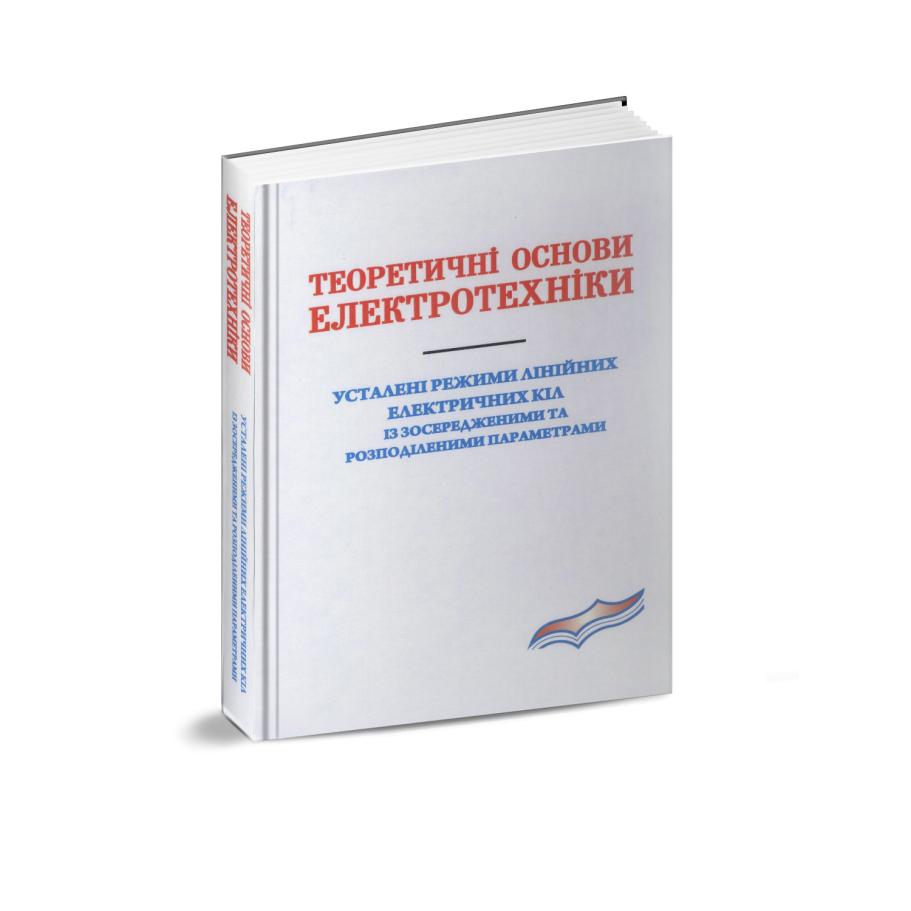 ТЕОРЕТИЧНІ ОСНОВИ
ЕЛЕКТРОТЕХНІКИ
УСТАЛЕНІ РЕЖИМИ ЛІНІЙНИХ
ЕЛЕКТРИЧНИХ КІЛ
ІЗ ЗОСЕРЕДЖЕНИМИ ТА
РОЗПОДІЛЕНИМИ ПАРАМЕТРАМИ
ТЕОРЕТИЧНІ ОСНОВИ
ЕЛЕКТРОТЕХНІКИ
УСТАЛЕНІ РЕЖИМИ ЛІНІЙНИХ ЕЛЕКТРИЧНИХ КІЛ
ІЗ ЗОСЕРЕДЖЕНИМИ ТА РОЗПОДІЛЕНИМИ ПАРАМЕТРАМИ